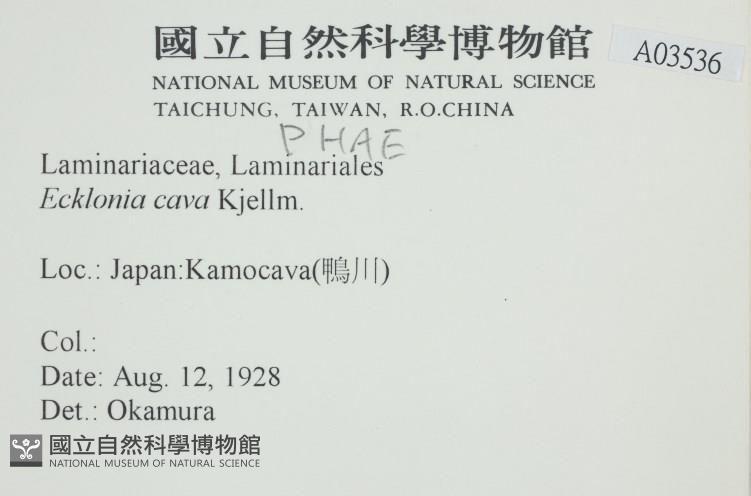 國立自然科學博物館
A03536
NATIONAL MUSEUM OF NATURAL SCIENCE
TAICHUNG, TAIWAN, R.O.CHINA
PHAE
Laminariaceae, Laminariales
Ecklonia cava Kjellm.
Loc.: Japan:Kamocava(鴨川)
Col.:
Date: Aug. 12, 1928
Det.: Okamura
國立自然科學博物館
NATIONAL MUSEUM OF NATURAL SCIENCE